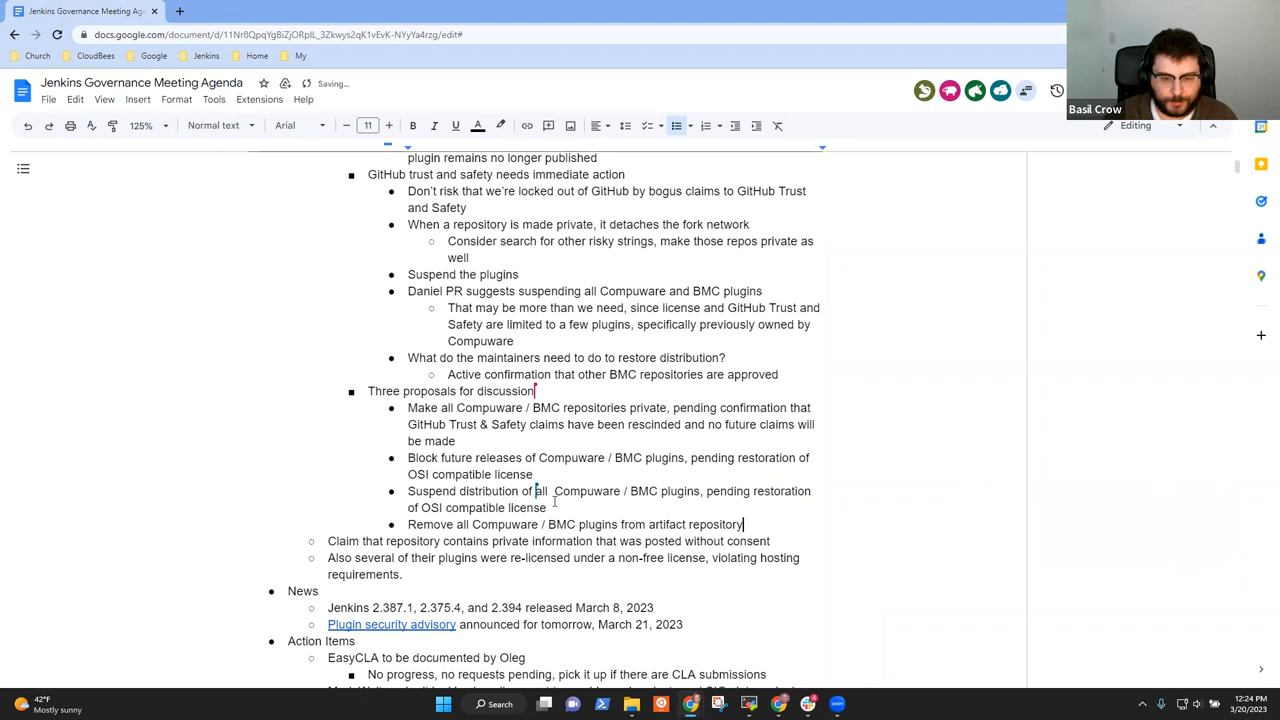 Jenkins Governance Meeting Ag
docs.google.com/document/d/11Nr8QpqYgBiZjORpIL_3Zkwys2qK1vEvK-NYyYa4rzg/edit#
Church
CloudBees
Google
Jenkins
Home
My
Jenkins Governance Meeting Agenda
Saving...
File Edit View Insert Format Tools Extensions Help
Basil Crow
125%
Normal text
Arial
11
Editing
plugin remains no longer published
GitHub trust and safety needs immediate action
Don't risk that we're locked out of GitHub by bogus claims to GitHub Trust
and Safety
When a repository is made private, it detaches the fork network
Consider search for other risky strings, make those repos private as
well
Suspend the plugins
Daniel PR suggests suspending all Compuware and BMC plugins
That may be more than we need, since license and GitHub Trust and
Safety are limited to a few plugins, specifically previously owned by
Compuware
What do the maintainers need to do to restore distribution?
Active confirmation that other BMC repositories are approved
Three proposals for discussion
Make all Compuware / BMC repositories private, pending confirmation that
GitHub Trust & Safety claims have been rescinded and no future claims will
be made
Block future releases of Compuware / BMC plugins, pending restoration of
OSI compatible license
Suspend distribution of all Compuware / BMC plugins, pending restoration
of OSI compatible license
Remove all Compuware / BMC plugins from artifact repository
Claim that repository contains private information that was posted without consent
Also several of their plugins were re-licensed under a non-free license, violating hosting
requirements.
News
Jenkins 2.387.1, 2.375.4, and 2.394 released March 8, 2023
Plugin security advisory announced for tomorrow, March 21, 2023
Action Items
EasyCLA to be documented by Oleg
No progress, no requests pending, pick it up if there are CLA submissions
42°F
Mostly sunny
Search
12:24 PM
3/20/2023